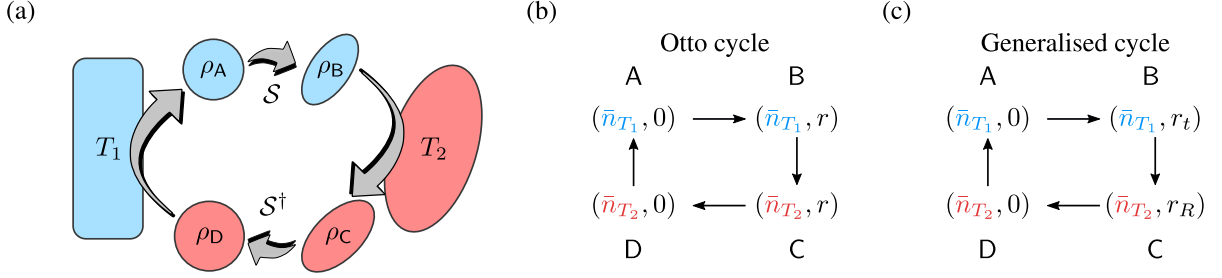 (a)
ρA
𝒮
ρB
T1
T2
𝒮†
ρD
ρC
(b)
Otto cycle
A B
(n̄T1, 0) (n̄T1, r)
(n̄T2, 0) (n̄T2, r)
D C
(c)
Generalised cycle
A B
(n̄T1, 0) (n̄T1, rt)
(n̄T2, 0) (n̄T2, rR)
D C